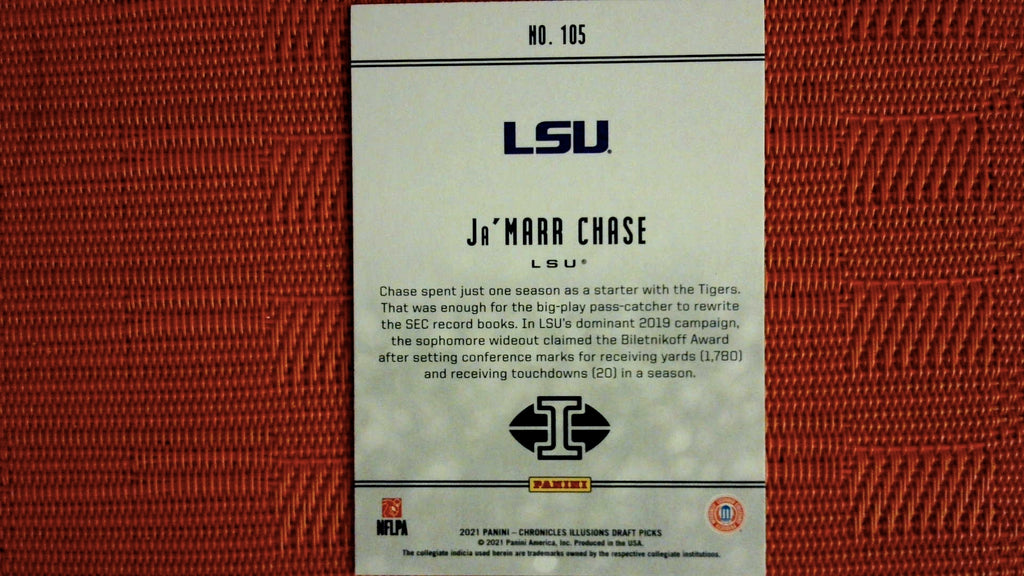 NO. 105
LSU
JA'MARR CHASE
LSU®
Chase spent just one season as a starter with the Tigers.
That was enough for the big-play pass-catcher to rewrite
the SEC record books. In LSU's dominant 2019 campaign,
the sophomore wideout claimed the Biletnikoff Award
after setting conference marks for receiving yards (1,780)
and receiving touchdowns (20) in a season.
I
PANINI
NFLPA
2021 PANINI – CHRONICLES ILLUSIONS DRAFT PICKS
© 2021 Panini America, Inc. Produced in the USA.
The collegiate indicia used herein are trademarks owned by the respective collegiate institutions.